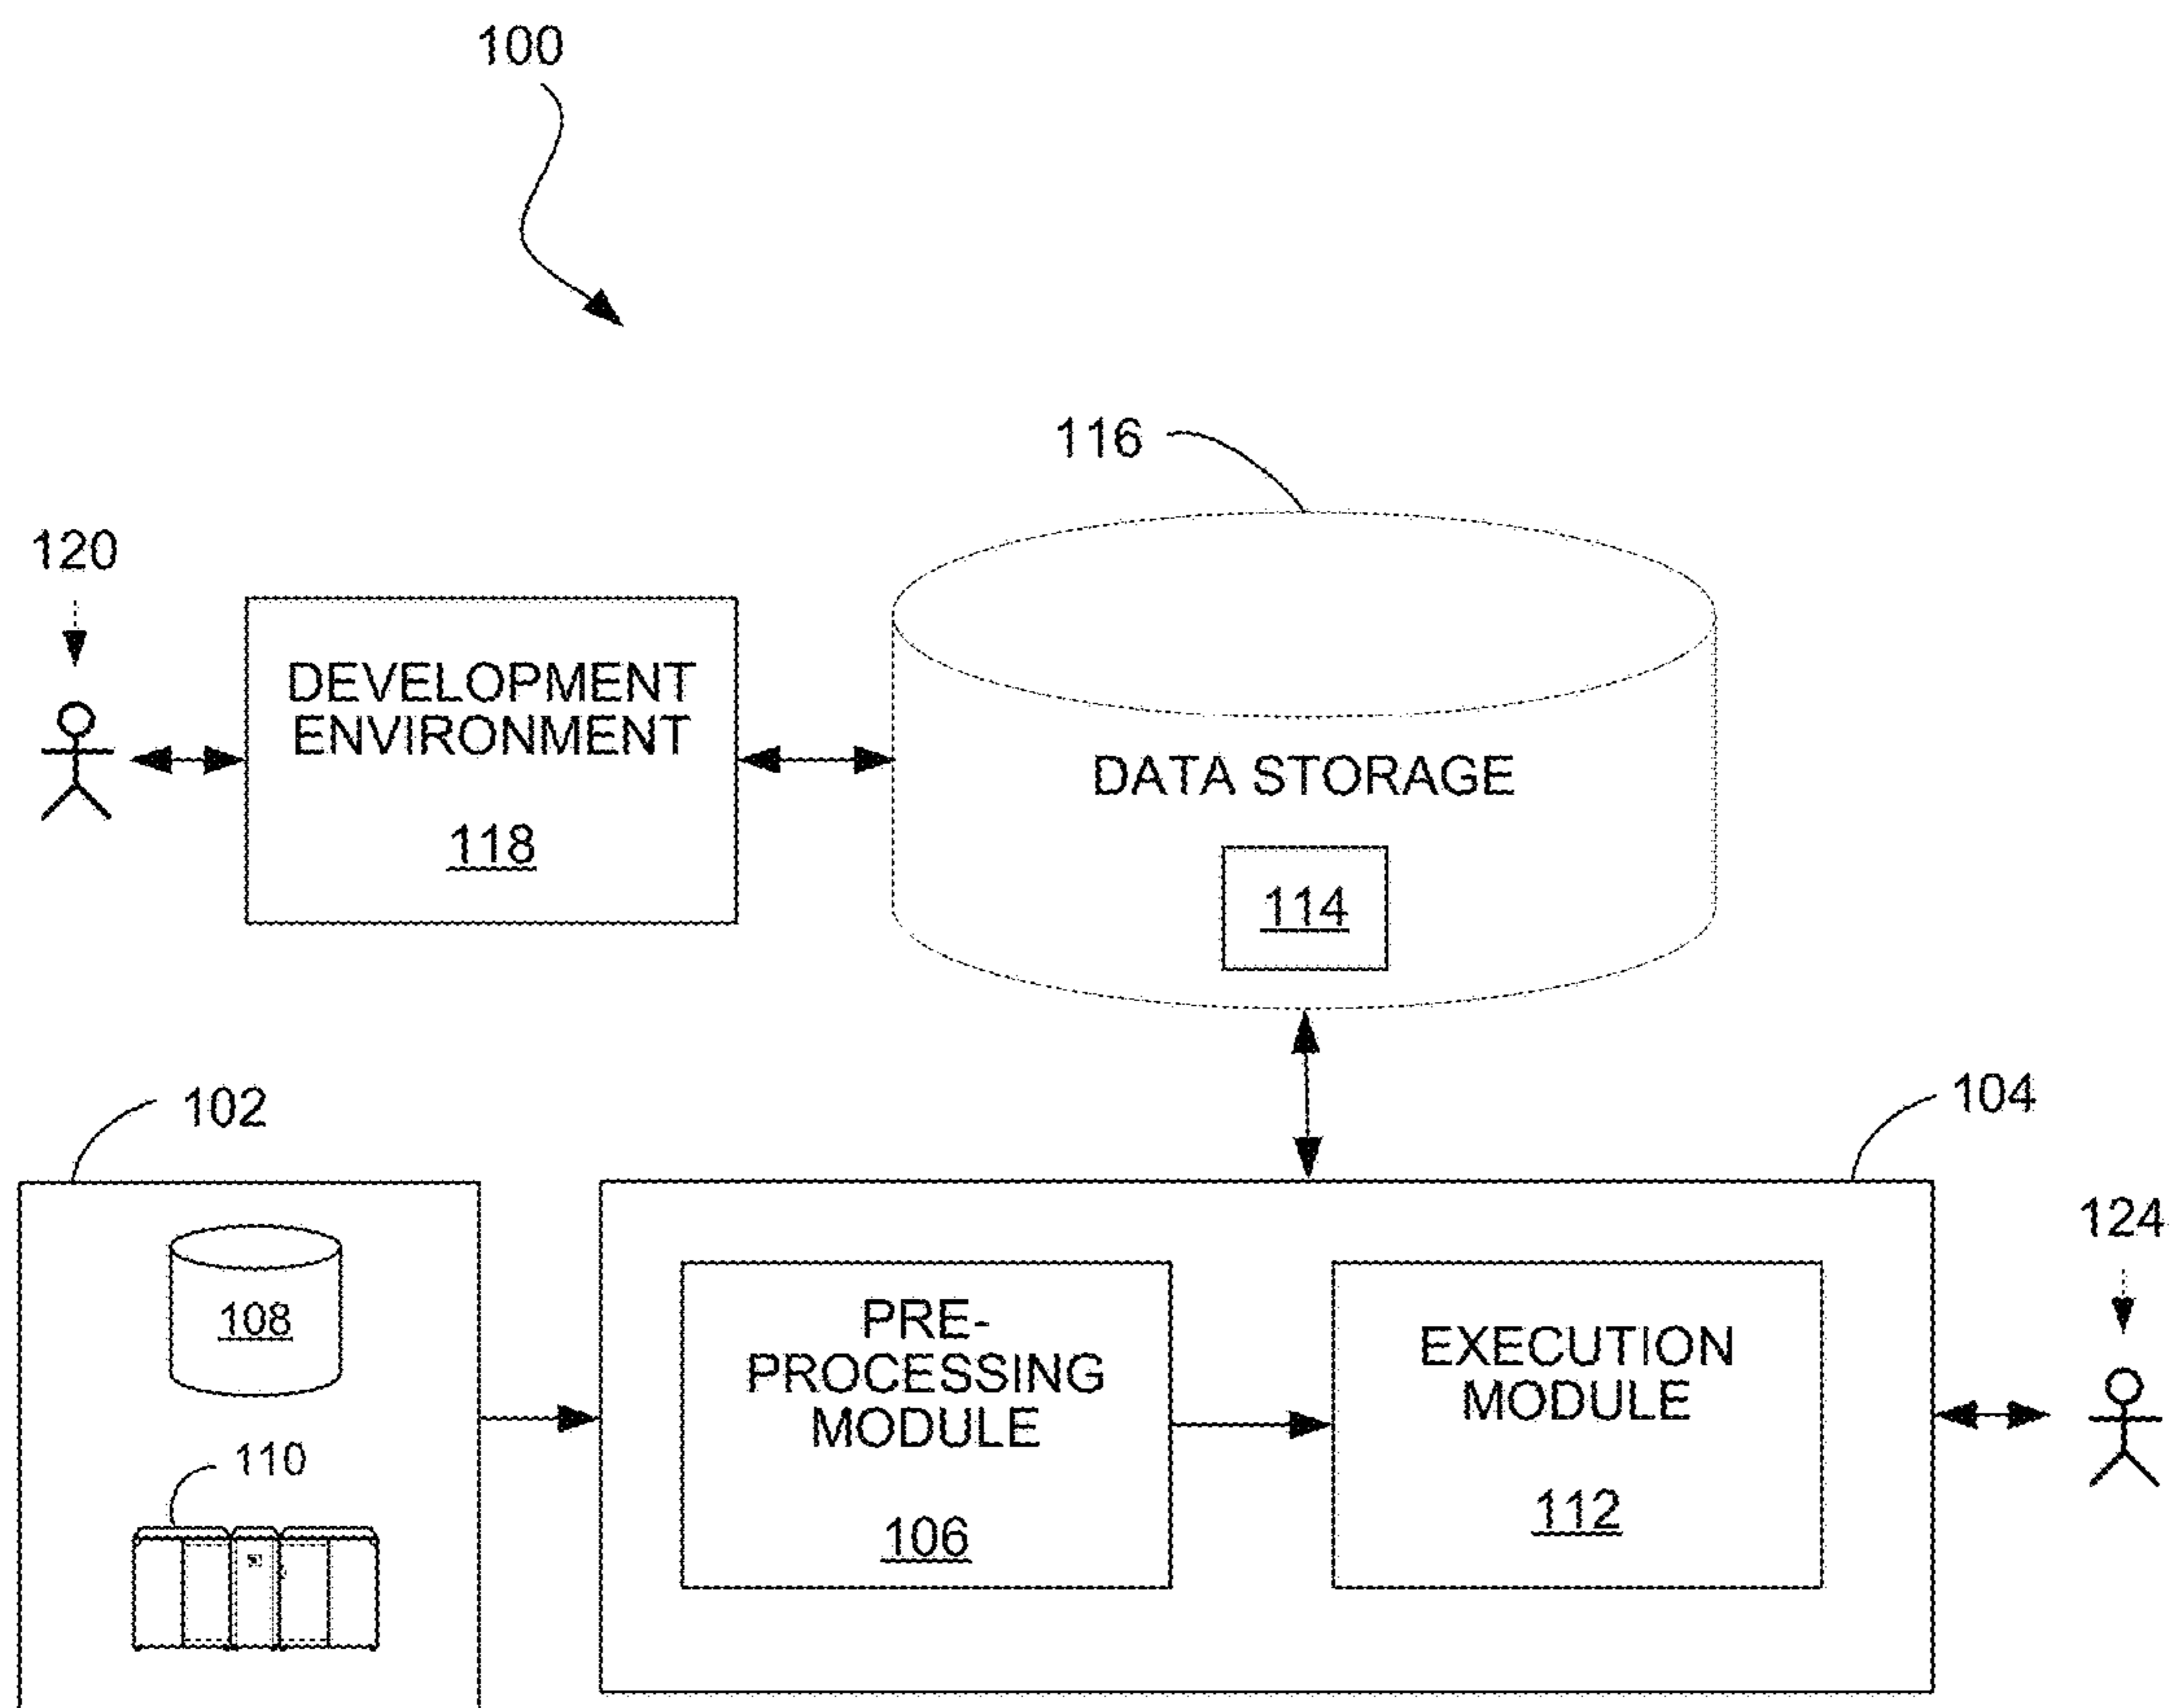 100
116
120
DEVELOPMENT
ENVIRONMENT
118
DATA STORAGE
114
102
104
124
108
110
PRE-
PROCESSING
MODULE
106
EXECUTION
MODULE
112